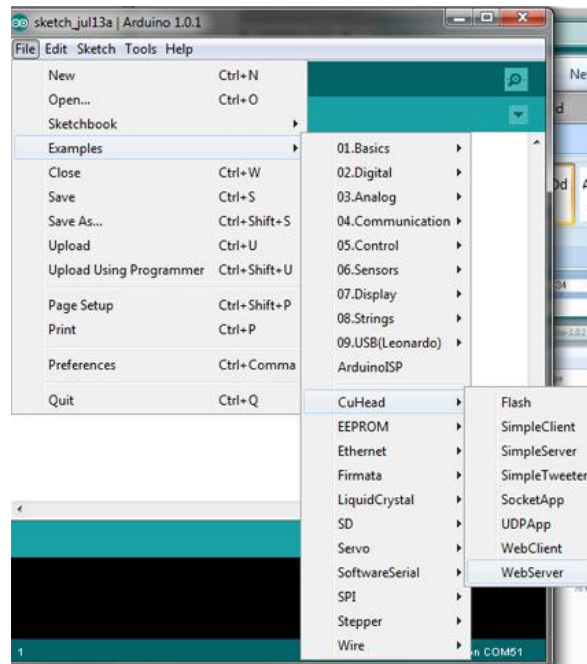 sketch_jul13a | Arduino 1.0.1
File Edit Sketch Tools Help
New Ctrl+N
Open... Ctrl+O
Sketchbook
Examples
Close Ctrl+W
Save Ctrl+S
Save As... Ctrl+Shift+S
Upload Ctrl+U
Upload Using Programmer Ctrl+Shift+U
Page Setup Ctrl+Shift+P
Print Ctrl+P
Preferences Ctrl+Comma
Quit Ctrl+Q
01.Basics
02.Digital
03.Analog
04.Communication
05.Control
06.Sensors
07.Display
08.Strings
09.USB(Leonardo)
ArduinoISP
CuHead
EEPROM
Ethernet
Firmata
LiquidCrystal
SD
Servo
SoftwareSerial
SPI
Stepper
Wire
Flash
SimpleClient
SimpleServer
SimpleTweeter
SocketApp
UDPApp
WebClient
WebServer
Ne
d
Dd
34
1
on COM51